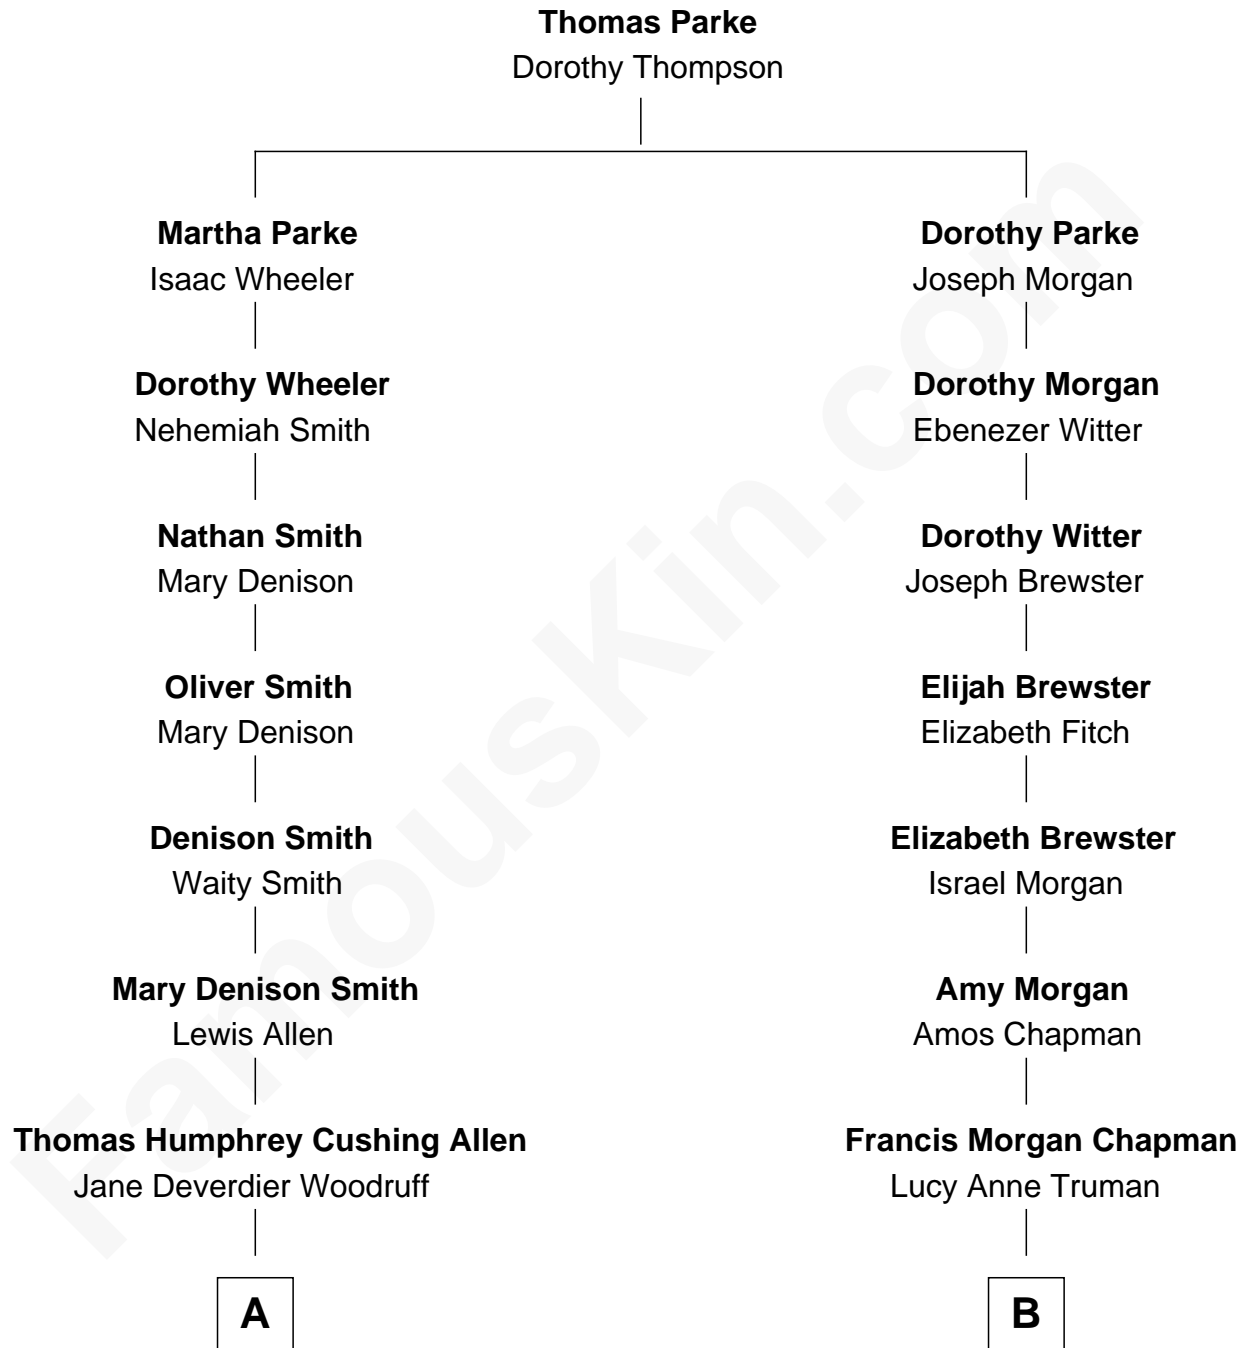 Thomas Parke
Dorothy Thompson
Martha Parke
Isaac Wheeler
Dorothy Wheeler
Nehemiah Smith
Nathan Smith
Mary Denison
Oliver Smith
Mary Denison
Denison Smith
Waity Smith
Mary Denison Smith
Lewis Allen
Thomas Humphrey Cushing Allen
Jane Deverdier Woodruff
A
Dorothy Parke
Joseph Morgan
Dorothy Morgan
Ebenezer Witter
Dorothy Witter
Joseph Brewster
Elijah Brewster
Elizabeth Fitch
Elizabeth Brewster
Israel Morgan
Amy Morgan
Amos Chapman
Francis Morgan Chapman
Lucy Anne Truman
B
FamousKin.com